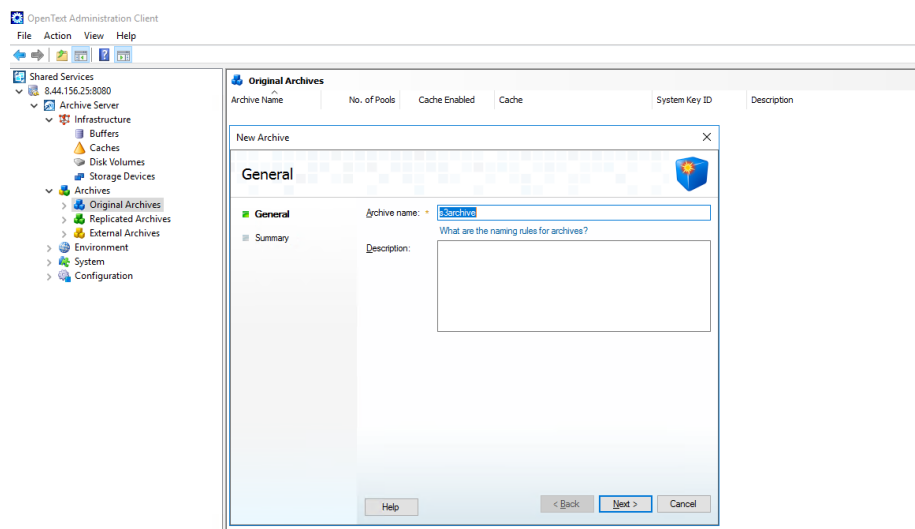 OpenText Administration Client
File Action View Help
Shared Services
8.44.156.25:8080
Archive Server
Infrastructure
Buffers
Caches
Disk Volumes
Storage Devices
Archives
Original Archives
Replicated Archives
External Archives
Environment
System
Configuration
Original Archives
Archive Name No. of Pools Cache Enabled Cache System Key ID Description
New Archive
General
General
Summary
Archive name: * s3archive
What are the naming rules for archives?
Description:
Help < Back Next > Cancel